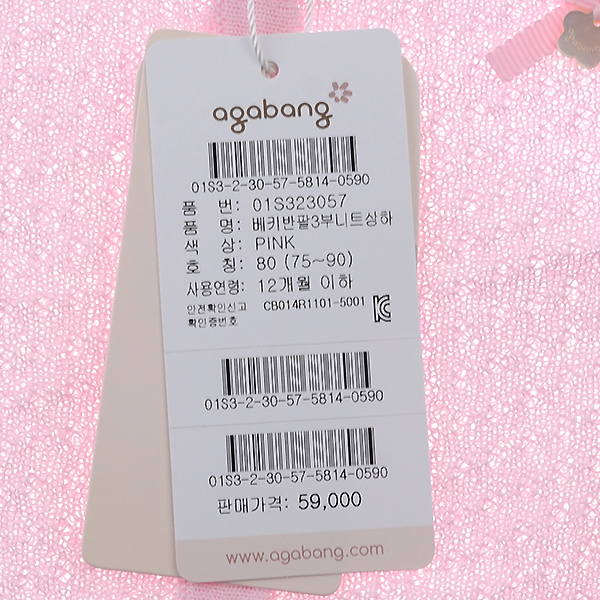 agabang
01S3-2-30-57-5814-0590
품 번: 01S323057
품 명: 베키반팔3부니트상하
색 상: PINK
호 칭: 80 (75~90)
사용연령: 12개월 이하
안전확인신고 CB014R1101-5001
확인증번호
01S3-2-30-57-5814-0590
01S3-2-30-57-5814-0590
판매가격: 59,000
www.agabang.com